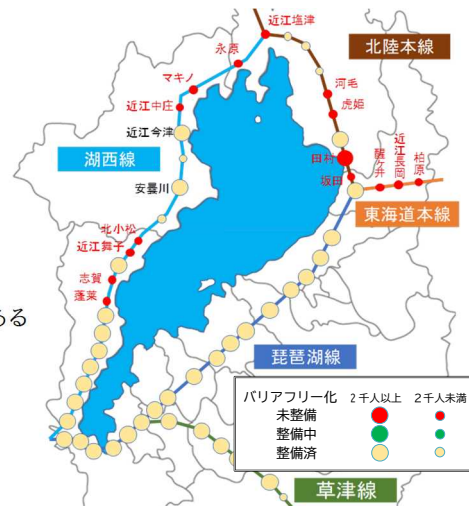 近江塩津
永原
北陸本線
マキノ
河毛
近江中庄
虎姫
近江今津
田村
湖西線
坂田
醒ヶ井
近江長岡
柏原
安曇川
東海道本線
北小松
近江舞子
志賀
蓬莱
ある
琵琶湖線
バリアフリー化 2千人以上 2千人未満
未整備
整備中
整備済
草津線